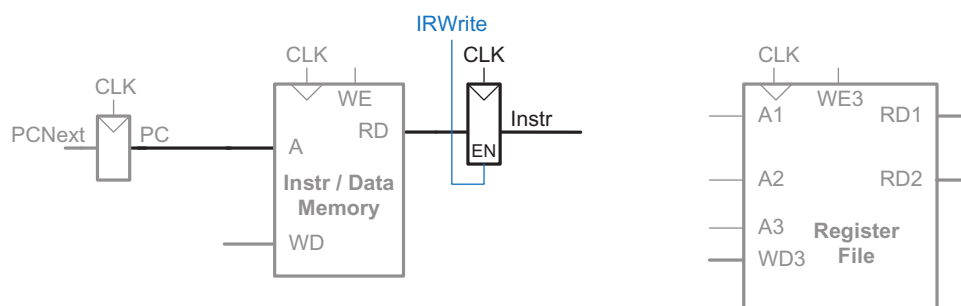 IRWrite
CLK
CLK
CLK
CLK
WE
WE3
PCNext
PC
A
RD
EN
Instr
Instr / Data
Memory
WD
A1
RD1
A2
RD2
A3
WD3
Register
File